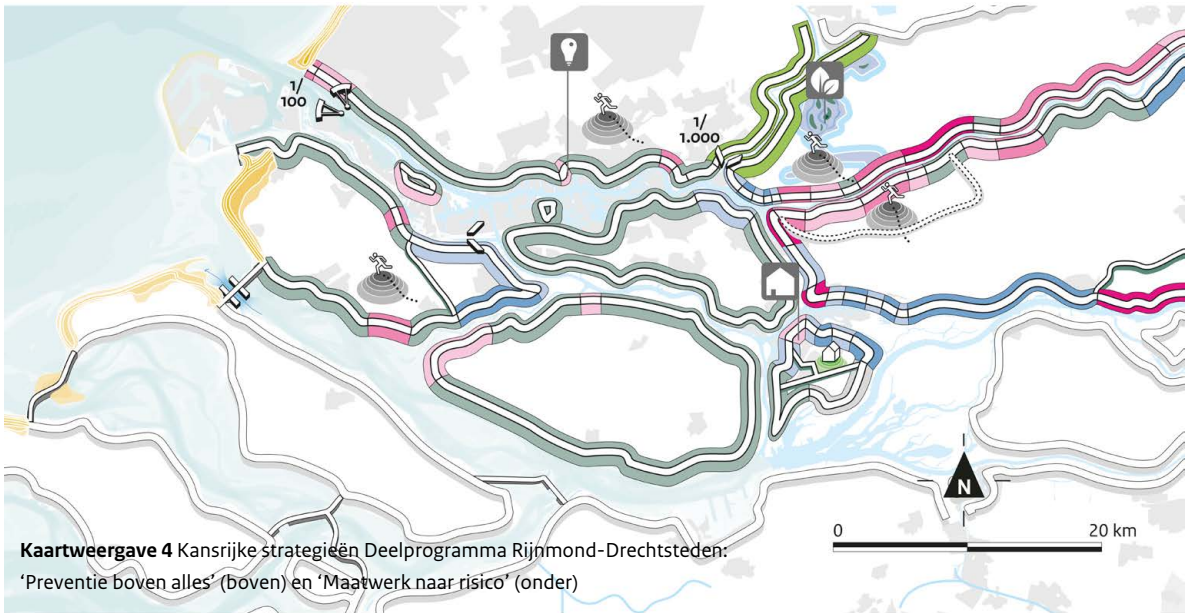 1/
100
1/
1.000
N
0 20 km
Kaartweergave 4 Kansrijke strategieën Deelprogramma Rijnmond-Drechtsteden:
‘Preventie boven alles’ (boven) en ‘Maatwerk naar risico’ (onder)